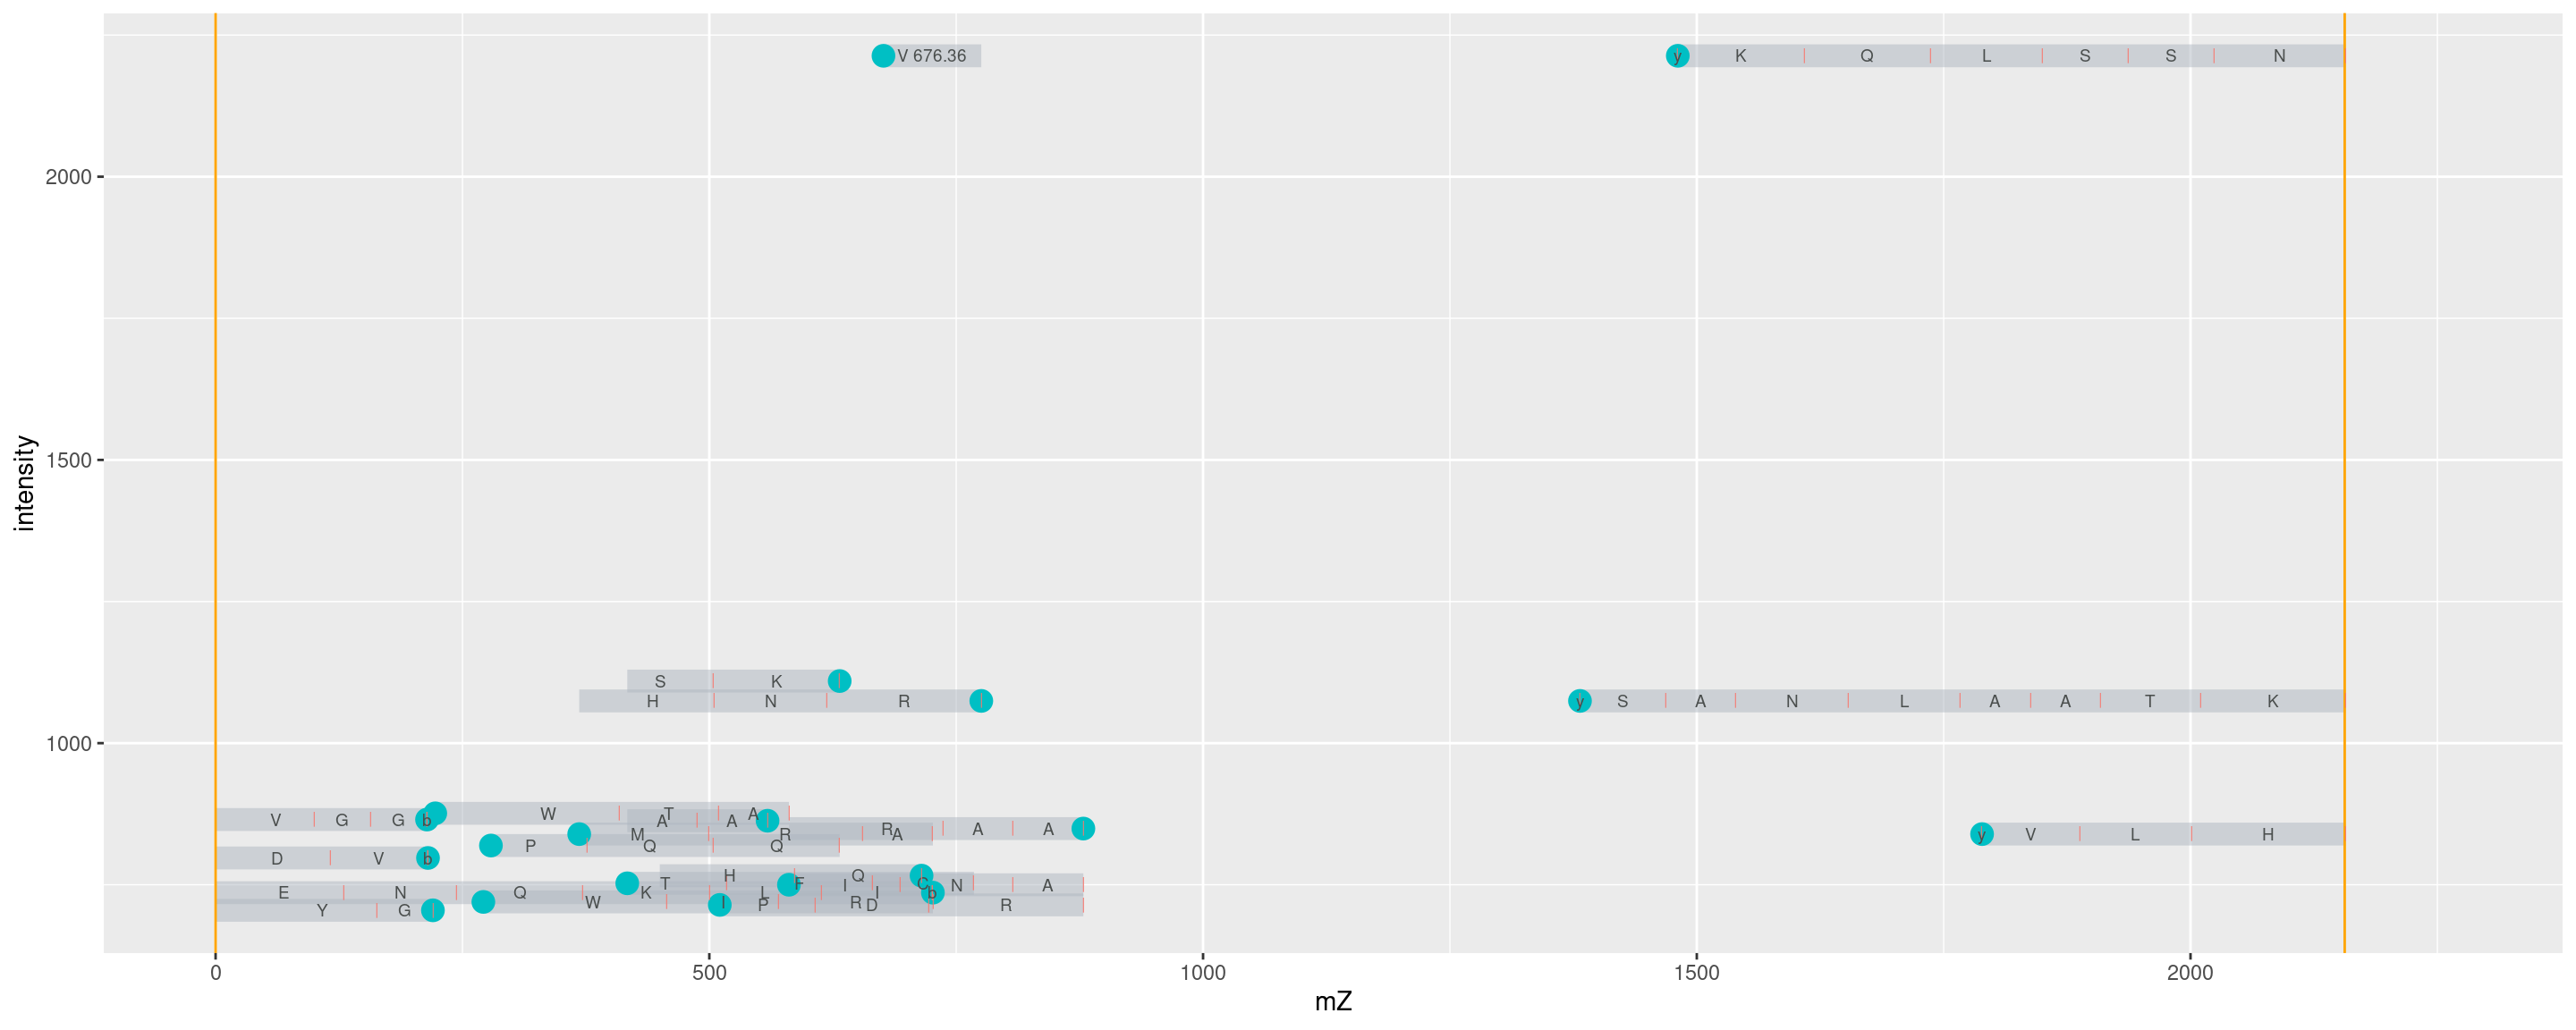 V 676.36
y K Q L S S N
2000
intensity
1500
S K
H N R
y S A N L A A T K
1000
W T A
V G G b
A A
R A A
M R A
y V L H
P Q Q
D V b
H Q
T F I C N A
E N Q K L I b
W I R
P D R
Y G
0 500 1000 1500 2000
mZ